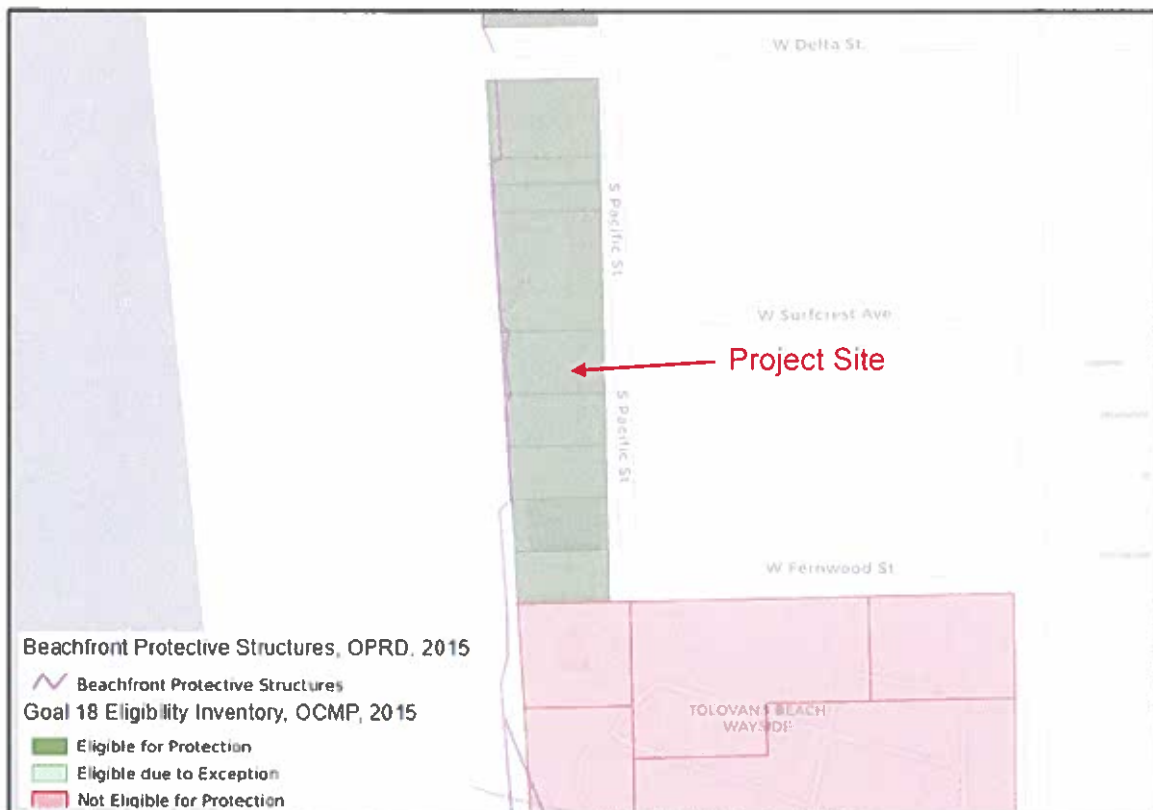 W Delta St.
S Pacific St
W Surfcrest Ave
Project Site
S Pacific St
W Fernwood St
Beachfront Protective Structures, OPRD, 2015
Beachfront Protective Structures
Goal 18 Eligibility Inventory, OCMP, 2015
TOLOVANA BEACH
WAYSIDE
Eligible for Protection
Eligible due to Exception
Not Eligible for Protection